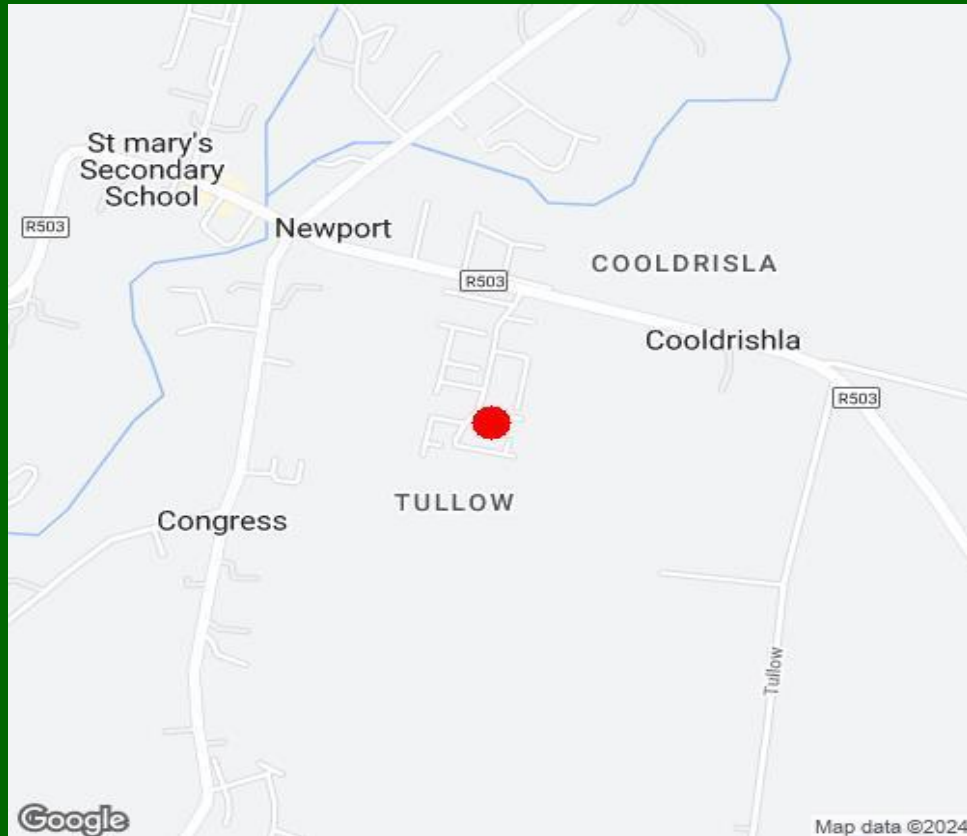 St mary's
Secondary
School
R503
Newport
COOLDRISLA
R503
Cooldrishla
R503
TULLOW
Congress
Tullow
Google
Map data ©2024